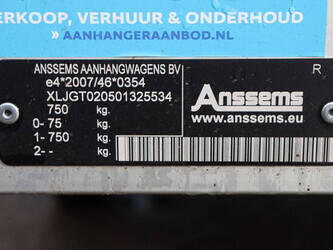 RKOOP, VERHUUR & ONDERHOUD
> AANHANGERAANBOD.NL <
ANSSEMS AANHANGWAGENS BV
R
e4*2007/46*0354
XLJGT020501325534
750 kg.
0- 75 kg.
1- 750 kg.
2- - kg.
Anssems
www.anssems.eu